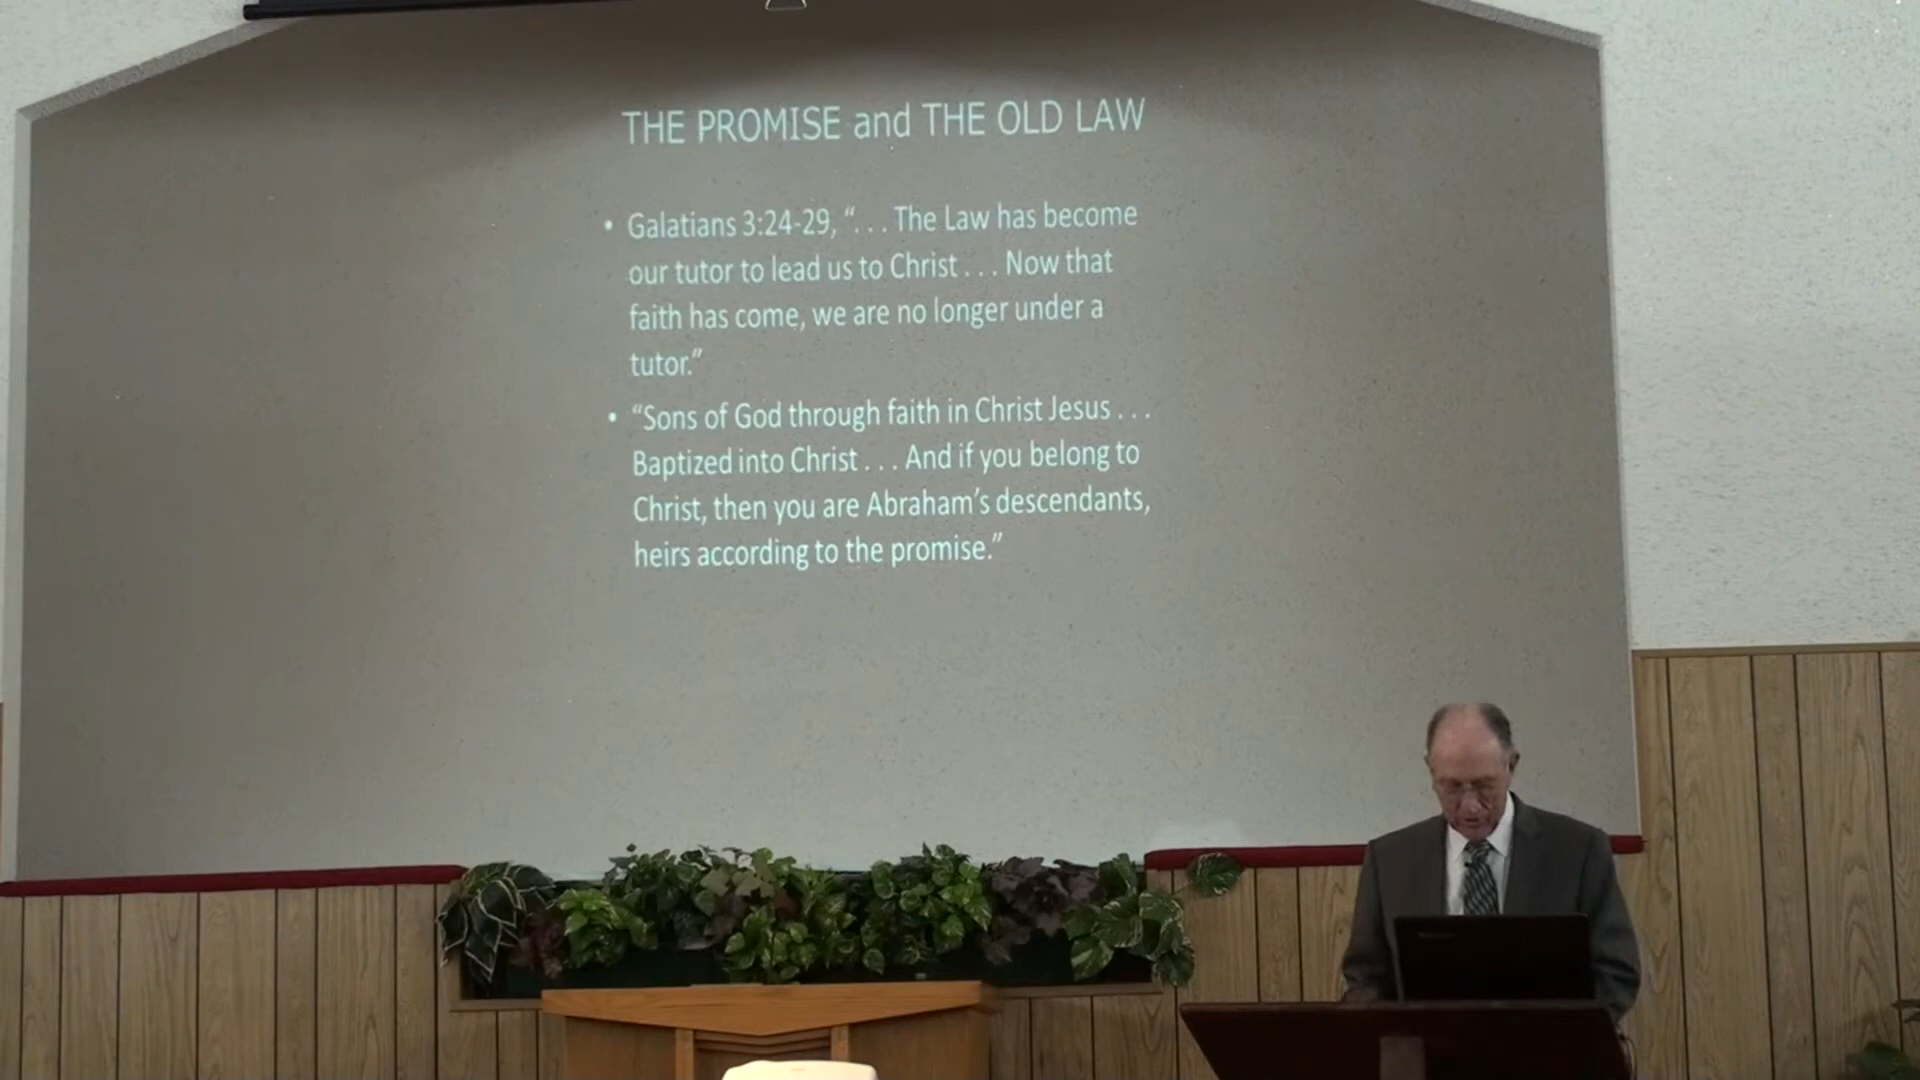 THE PROMISE and THE OLD LAW
• Galatians 3:24-29, “. . . The Law has become
our tutor to lead us to Christ . . . Now that
faith has come, we are no longer under a
tutor.”
• “Sons of God through faith in Christ Jesus . . .
Baptized into Christ . . . And if you belong to
Christ, then you are Abraham’s descendants,
heirs according to the promise.”